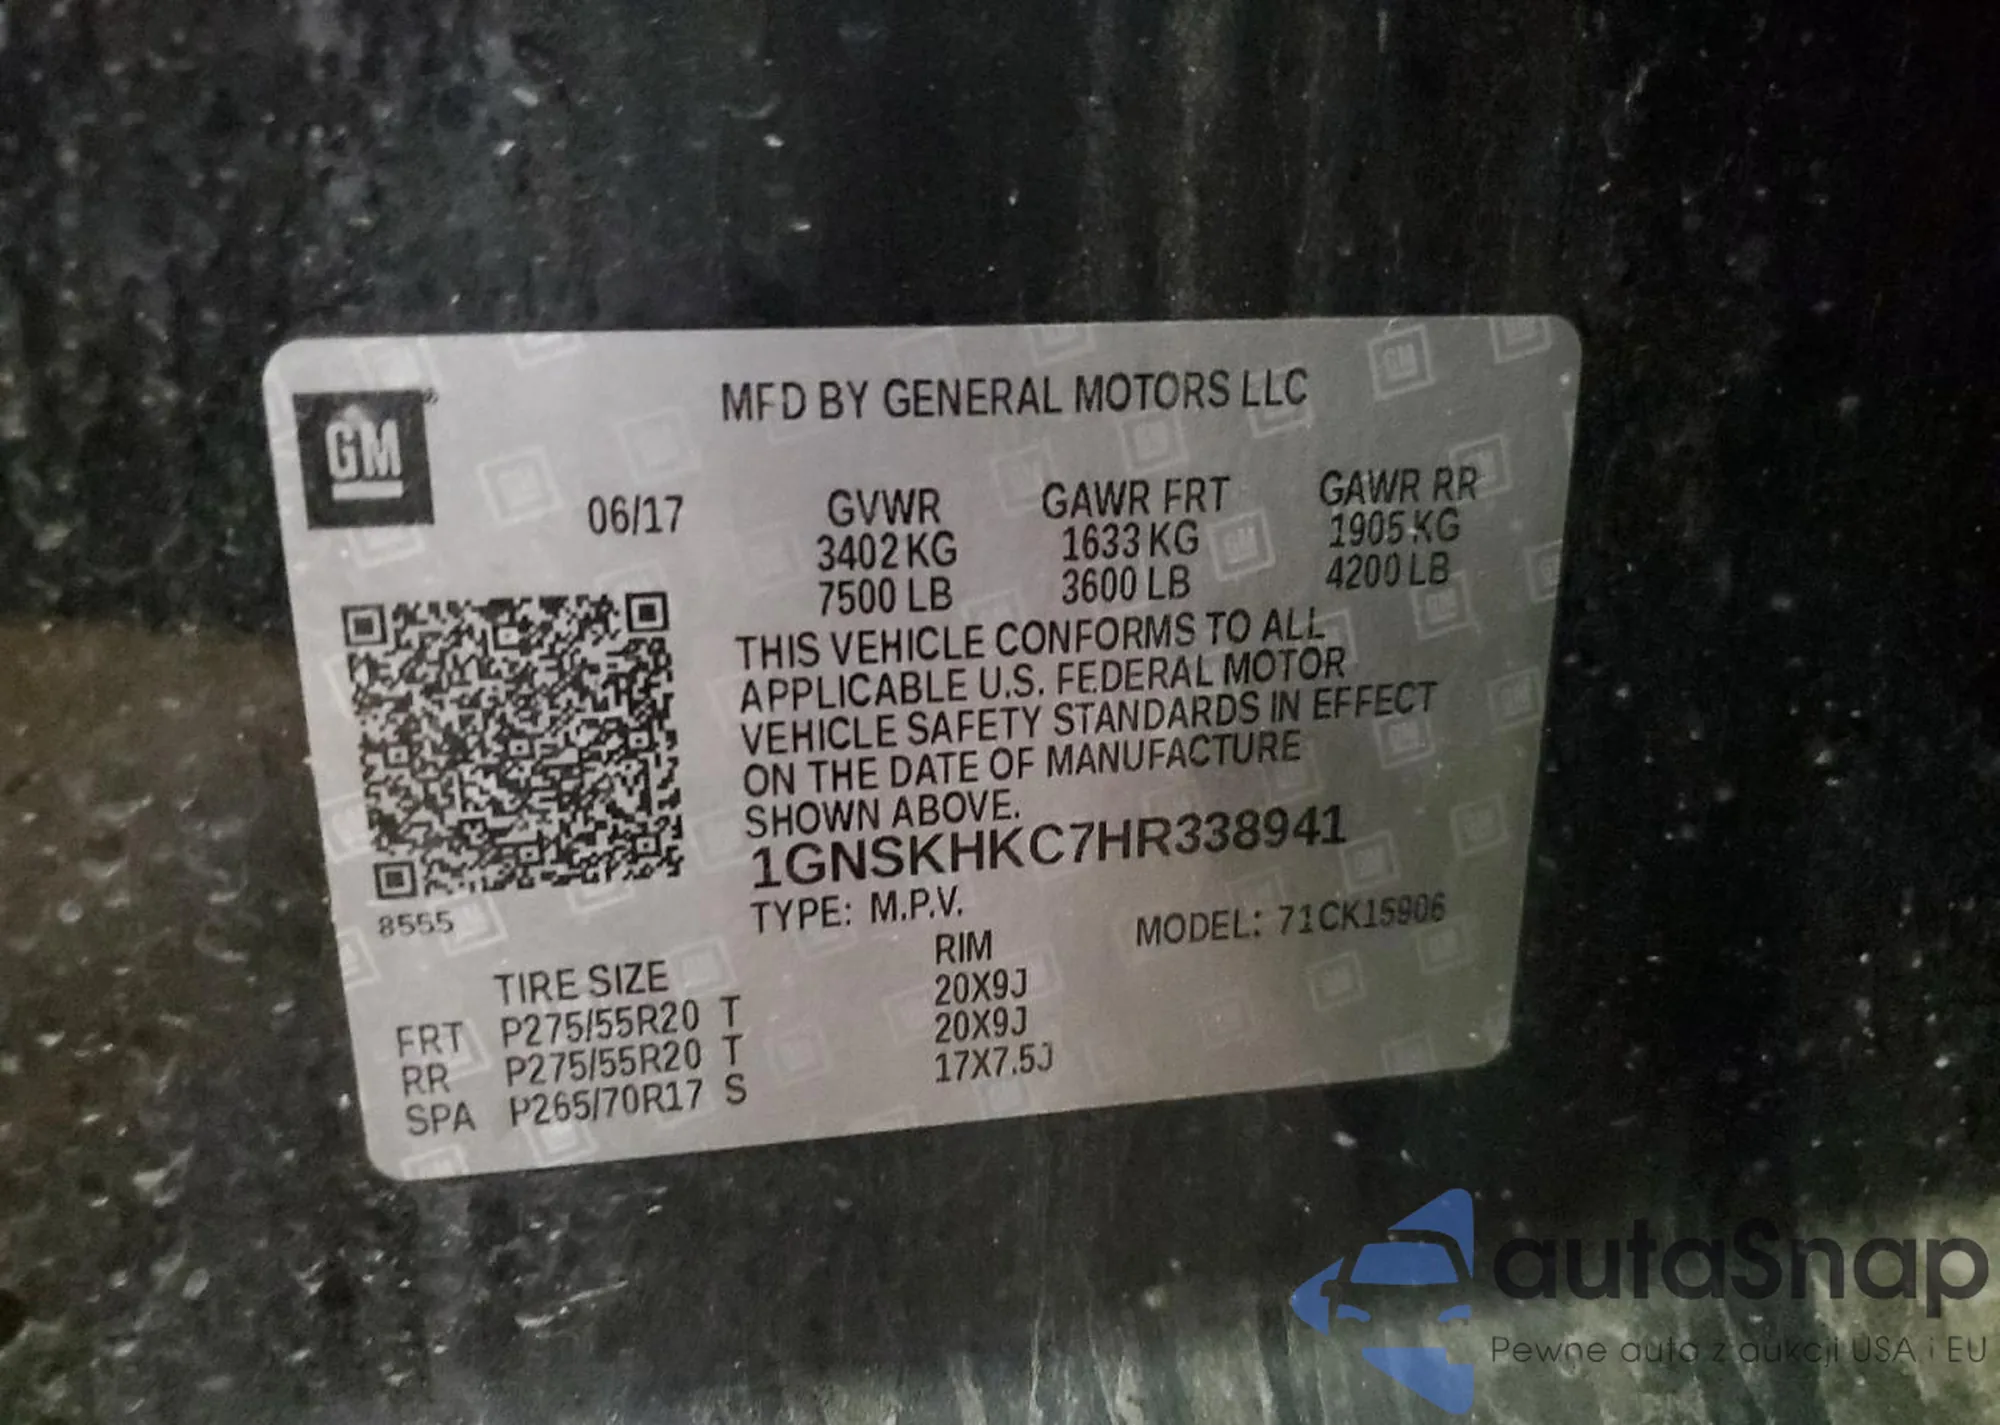 GM
MFD BY GENERAL MOTORS LLC
06/17 GVWR GAWR FRT GAWR RR
3402 KG 1633 KG 1905 KG
7500 LB 3600 LB 4200 LB
THIS VEHICLE CONFORMS TO ALL
APPLICABLE U.S. FEDERAL MOTOR
VEHICLE SAFETY STANDARDS IN EFFECT
ON THE DATE OF MANUFACTURE
SHOWN ABOVE.
1GNSKHKC7HR338941
8555
TYPE: M.P.V. MODEL: 71CK15906
TIRE SIZE RIM
FRT P275/55R20 T 20X9J
RR P275/55R20 T 20X9J
SPA P265/70R17 S 17X7.5J
autaSnap
Pewne auta z aukcji USA i EU